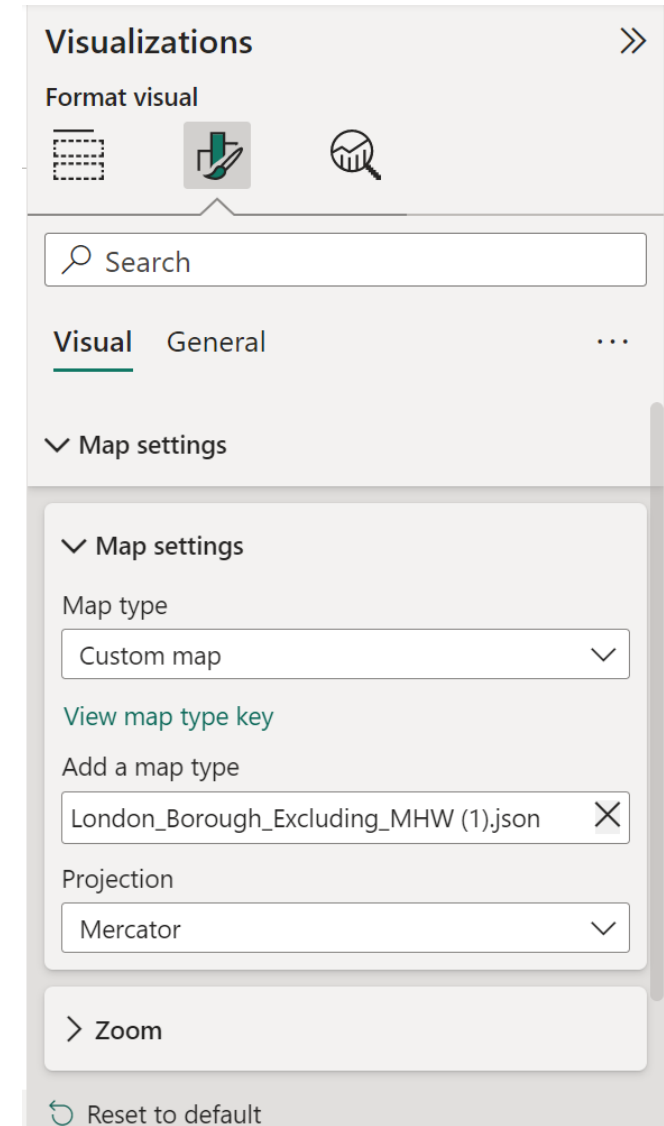 Visualizations
Format visual
Search
Visual General
Map settings
Map settings
Map type
Custom map
View map type key
Add a map type
London_Borough_Excluding_MHW (1).json
Projection
Mercator
Zoom
Reset to default